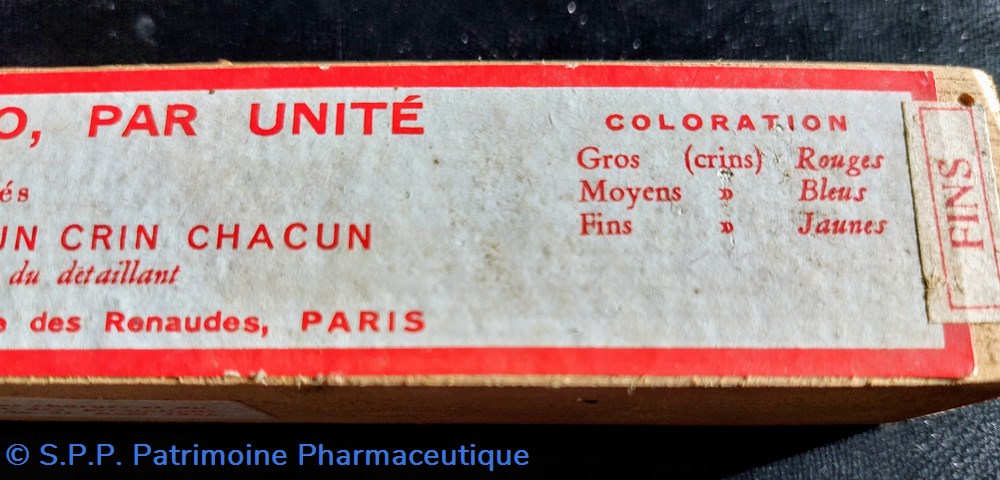 O, PAR UNITÉ
és
UN CRIN CHACUN
du détaillant
des Renaudes, PARIS
COLORATION
Gros (crins) Rouges
Moyens » Bleus
Fins » Jaunes
FINS
© S.P.P. Patrimoine Pharmaceutique